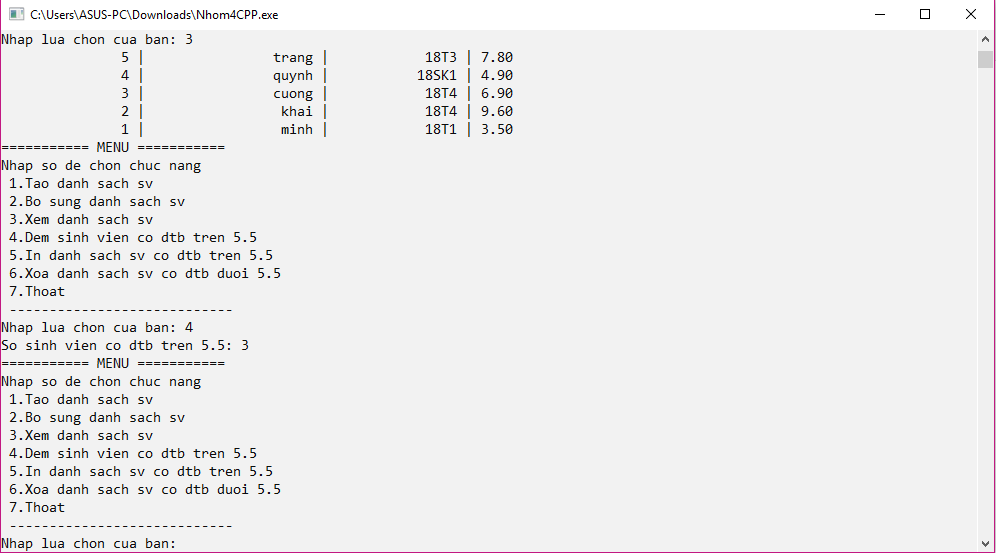 C:\Users\ASUS-PC\Downloads\Nhom4CPP.exe
Nhap lua chon cua ban: 3
5 | trang | 18T3 | 7.80
4 | quynh | 18SK1 | 4.90
3 | cuong | 18T4 | 6.90
2 | khai | 18T4 | 9.60
1 | minh | 18T1 | 3.50
=========== MENU ===========
Nhap so de chon chuc nang
1.Tao danh sach sv
2.Bo sung danh sach sv
3.Xem danh sach sv
4.Dem sinh vien co dtb tren 5.5
5.In danh sach sv co dtb tren 5.5
6.Xoa danh sach sv co dtb duoi 5.5
7.Thoat
----------------------------
Nhap lua chon cua ban: 4
So sinh vien co dtb tren 5.5: 3
=========== MENU ===========
Nhap so de chon chuc nang
1.Tao danh sach sv
2.Bo sung danh sach sv
3.Xem danh sach sv
4.Dem sinh vien co dtb tren 5.5
5.In danh sach sv co dtb tren 5.5
6.Xoa danh sach sv co dtb duoi 5.5
7.Thoat
----------------------------
Nhap lua chon cua ban: